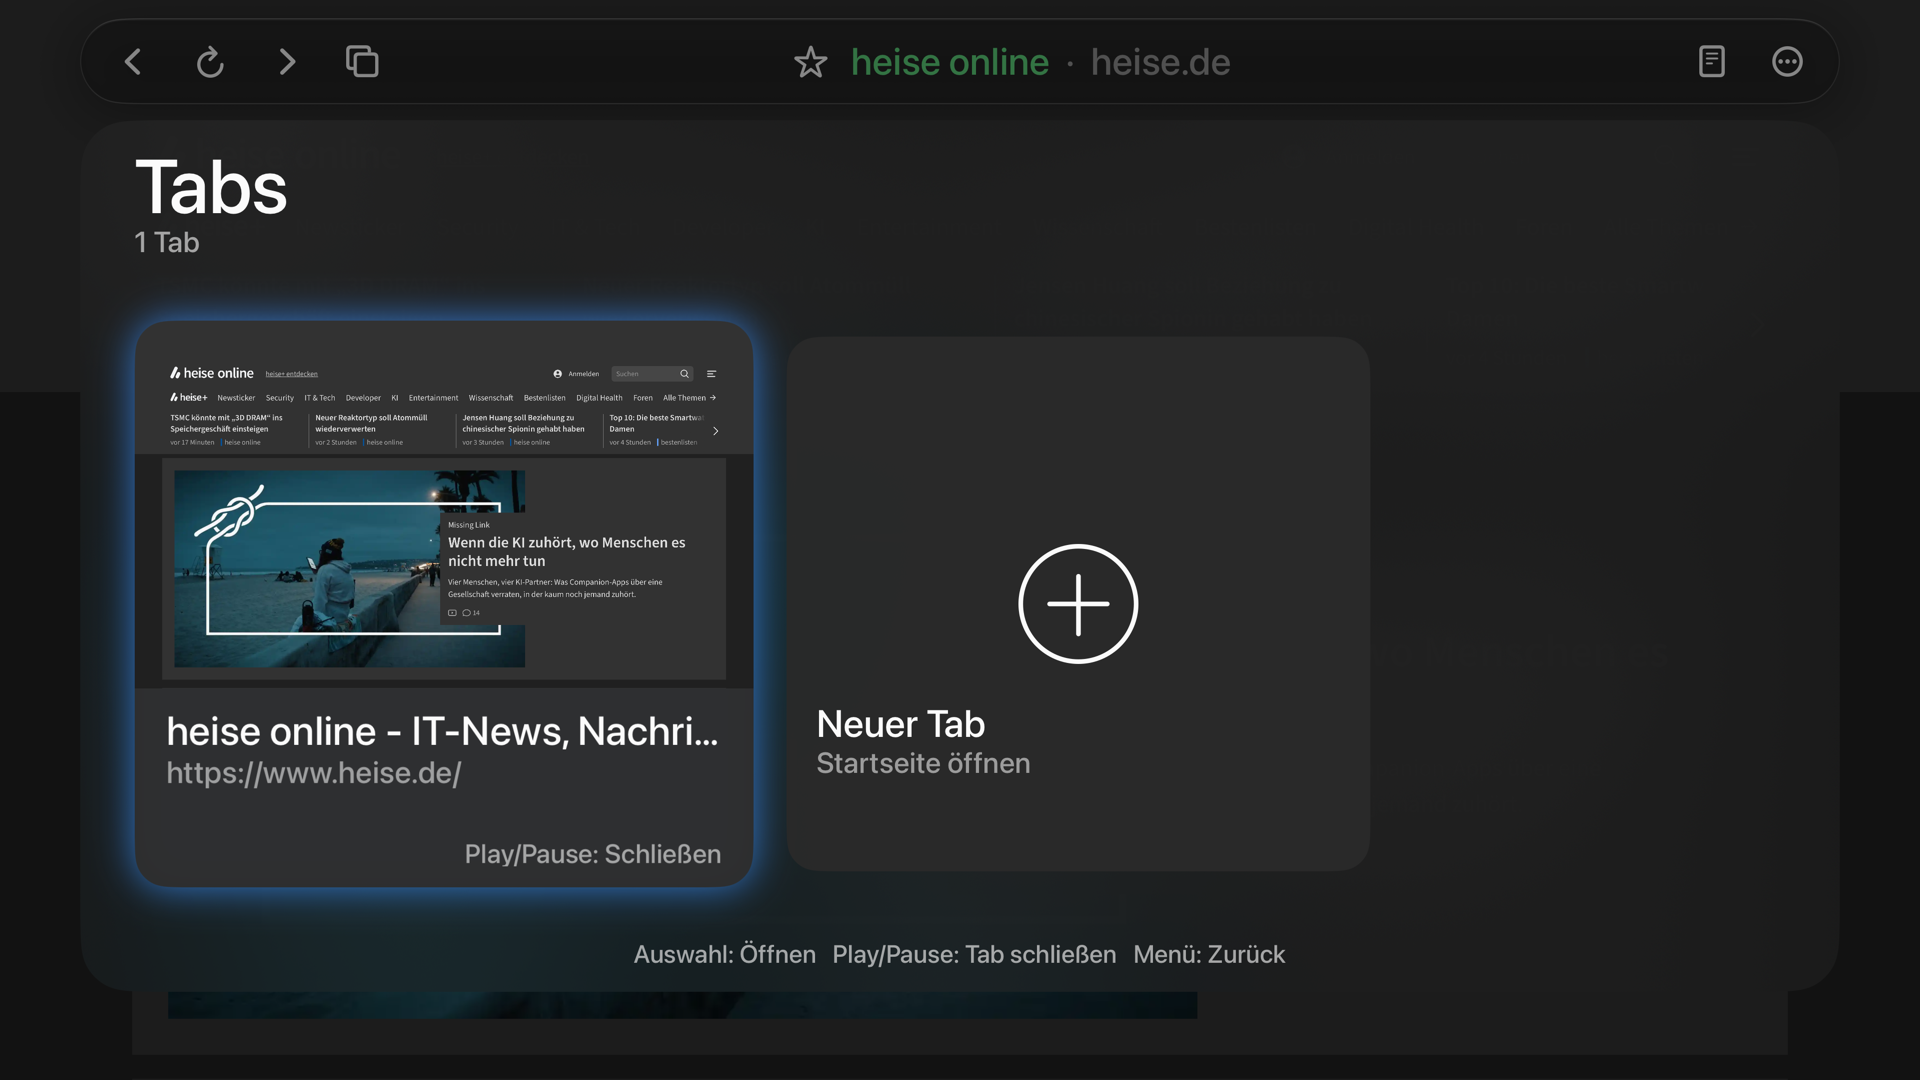 heise online · heise.de
Tabs
1 Tab
heise online heise+ entdecken Anmelden Suchen
heise+ Newsticker Security IT & Tech Developer KI Entertainment Wissenschaft Bestenlisten Digital Health Foren Alle Themen
TSMC könnte mit „3D DRAM“ ins
Speichergeschäft einsteigen
vor 17 Minuten heise online
Neuer Reaktortyp soll Atommüll
wiederverwerten
vor 2 Stunden heise online
Jensen Huang soll Beziehung zu
chinesischer Spionin gehabt haben
vor 3 Stunden heise online
Top 10: Die beste Smartwa
Damen
vor 4 Stunden bestenlisten
Missing Link
Wenn die KI zuhört, wo Menschen es
nicht mehr tun
Vier Menschen, vier KI-Partner: Was Companion-Apps über eine
Gesellschaft verraten, in der kaum noch jemand zuhört.
14
heise online - IT-News, Nachri...
https://www.heise.de/
Play/Pause: Schließen
Neuer Tab
Startseite öffnen
Auswahl: Öffnen Play/Pause: Tab schließen Menü: Zurück